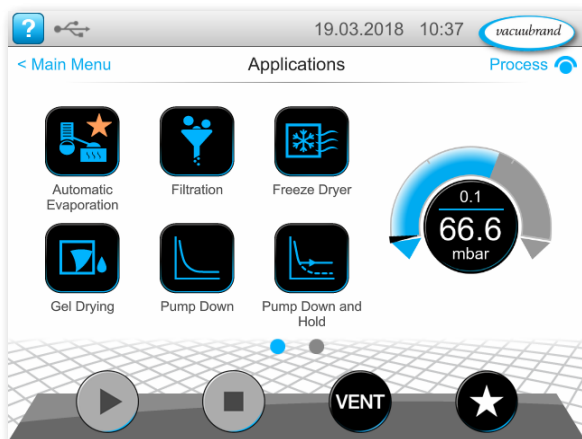 ?
19.03.2018 10:37
vacuubrand
< Main Menu
Applications
Process
Automatic
Evaporation
Filtration
Freeze Dryer
0.1
66.6
mbar
Gel Drying
Pump Down
Pump Down and
Hold
VENT